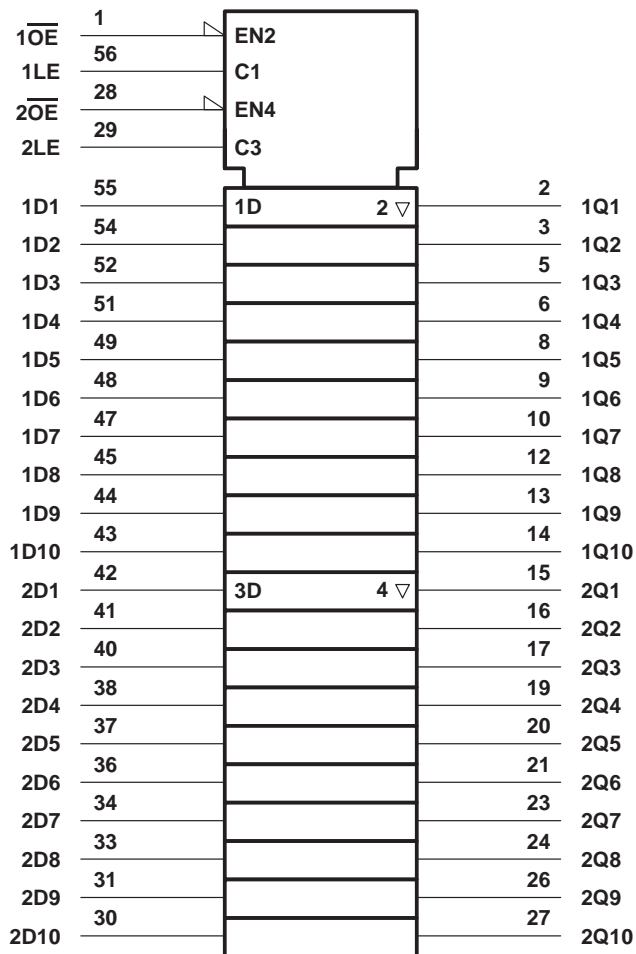 1O̅E̅ 1 EN2
1LE 56 C1
2O̅E̅ 28 EN4
2LE 29 C3
1D1 55 1D 2 ▽ 2 1Q1
1D2 54 3 1Q2
1D3 52 5 1Q3
1D4 51 6 1Q4
1D5 49 8 1Q5
1D6 48 9 1Q6
1D7 47 10 1Q7
1D8 45 12 1Q8
1D9 44 13 1Q9
1D10 43 14 1Q10
2D1 42 3D 4 ▽ 15 2Q1
2D2 41 16 2Q2
2D3 40 17 2Q3
2D4 38 19 2Q4
2D5 37 20 2Q5
2D6 36 21 2Q6
2D7 34 23 2Q7
2D8 33 24 2Q8
2D9 31 26 2Q9
2D10 30 27 2Q10